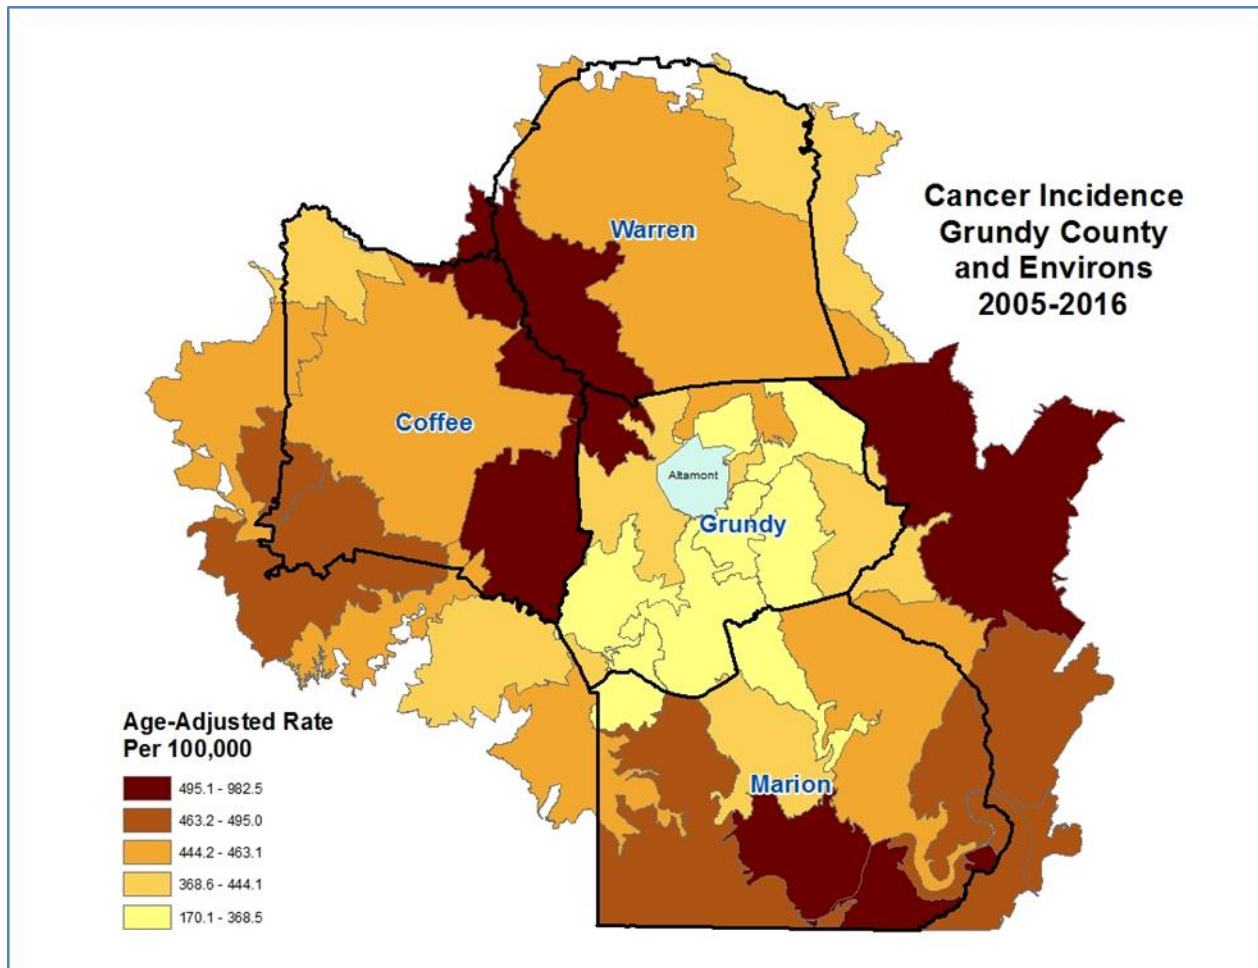 Cancer Incidence
Grundy County
and Environs
2005-2016
Warren
Coffee
Altamont
Grundy
Marion
Age-Adjusted Rate
Per 100,000
495.1 - 982.5
463.2 - 495.0
444.2 - 463.1
368.6 - 444.1
170.1 - 368.5